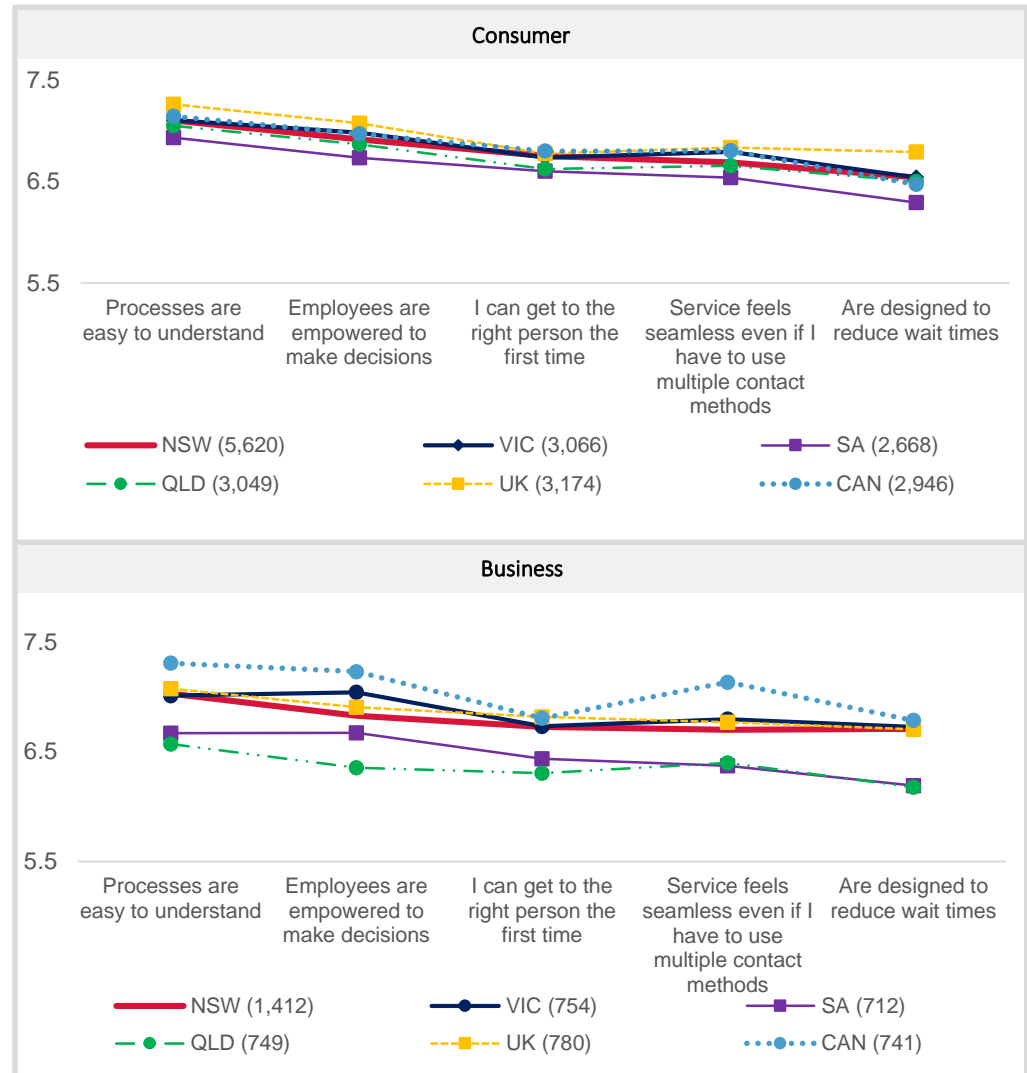 Consumer
7.5
6.5
5.5
Processes are
easy to understand
Employees are
empowered to
make decisions
I can get to the
right person the
first time
Service feels
seamless even if I
have to use
multiple contact
methods
Are designed to
reduce wait times
NSW (5,620)
VIC (3,066)
SA (2,668)
QLD (3,049)
UK (3,174)
CAN (2,946)
Business
7.5
6.5
5.5
Processes are
easy to understand
Employees are
empowered to
make decisions
I can get to the
right person the
first time
Service feels
seamless even if I
have to use
multiple contact
methods
Are designed to
reduce wait times
NSW (1,412)
VIC (754)
SA (712)
QLD (749)
UK (780)
CAN (741)